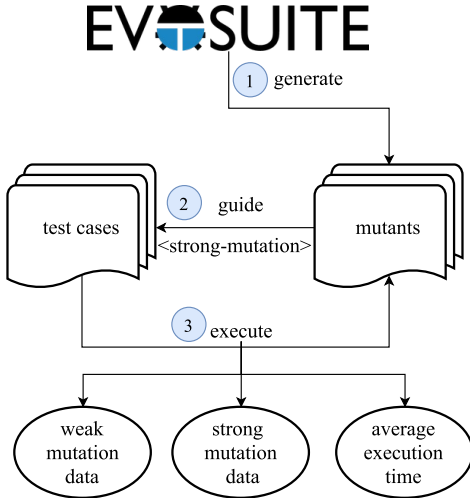 EVOSUITE
1 generate
2 guide
test cases
mutants
<strong-mutation>
3 execute
weak
mutation
data
strong
mutation
data
average
execution
time